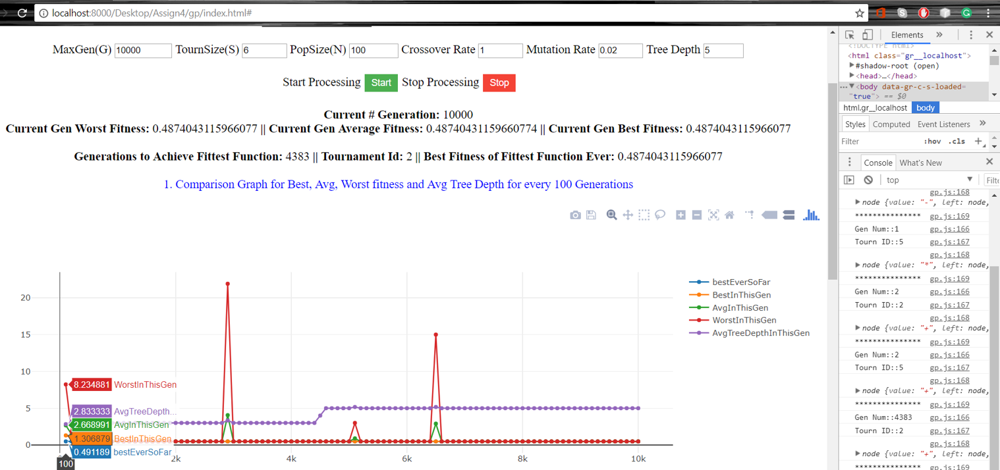 localhost:8000/Desktop/Assign4/gp/index.html#
MaxGen(G) 10000 TournSize(S) 6 PopSize(N) 100 Crossover Rate 1 Mutation Rate 0.02 Tree Depth 5
Start Processing Start Stop Processing Stop
Current # Generation: 10000
Current Gen Worst Fitness: 0.4874043115966077 || Current Gen Average Fitness: 0.48740431159660774 || Current Gen Best Fitness: 0.4874043115966077
Generations to Achieve Fittest Function: 4383 || Tournament Id: 2 || Best Fitness of Fittest Function Ever: 0.4874043115966077
1. Comparison Graph for Best, Avg, Worst fitness and Avg Tree Depth for every 100 Generations
20
15
10
5
0
8.234881 WorstInThisGen
2.833333 AvgTreeDepth...
2.668991 AvgInThisGen
1.306879 BestInThisGen
0.491189 bestEverSoFar
100
2k
4k
6k
8k
10k
bestEverSoFar
BestInThisGen
AvgInThisGen
WorstInThisGen
AvgTreeDepthInThisGen
Elements »
<!DOCTYPE html>
<html class="gr__localhost">
#shadow-root (open)
<head>…</head>
<body data-gr-c-s-loaded=
"true"> == $0
html.gr__localhost body
Styles Computed Event Listeners »
Filter :hov .cls +
Console What's New
top Filte
gp.js:168
node {value: "-", left: node,
*************** gp.js:169
Gen Num::1 gp.js:166
Tourn ID::5 gp.js:167
gp.js:168
node {value: "*", left: node,
*************** gp.js:169
Gen Num::2 gp.js:166
Tourn ID::2 gp.js:167
gp.js:168
node {value: "+", left: node,
*************** gp.js:169
Gen Num::2 gp.js:166
Tourn ID::5 gp.js:167
gp.js:168
node {value: "+", left: node,
*************** gp.js:169
Gen Num::4383 gp.js:166
Tourn ID::2 gp.js:167
gp.js:168
node {value: "+", left: node,
*************** gp.js:169